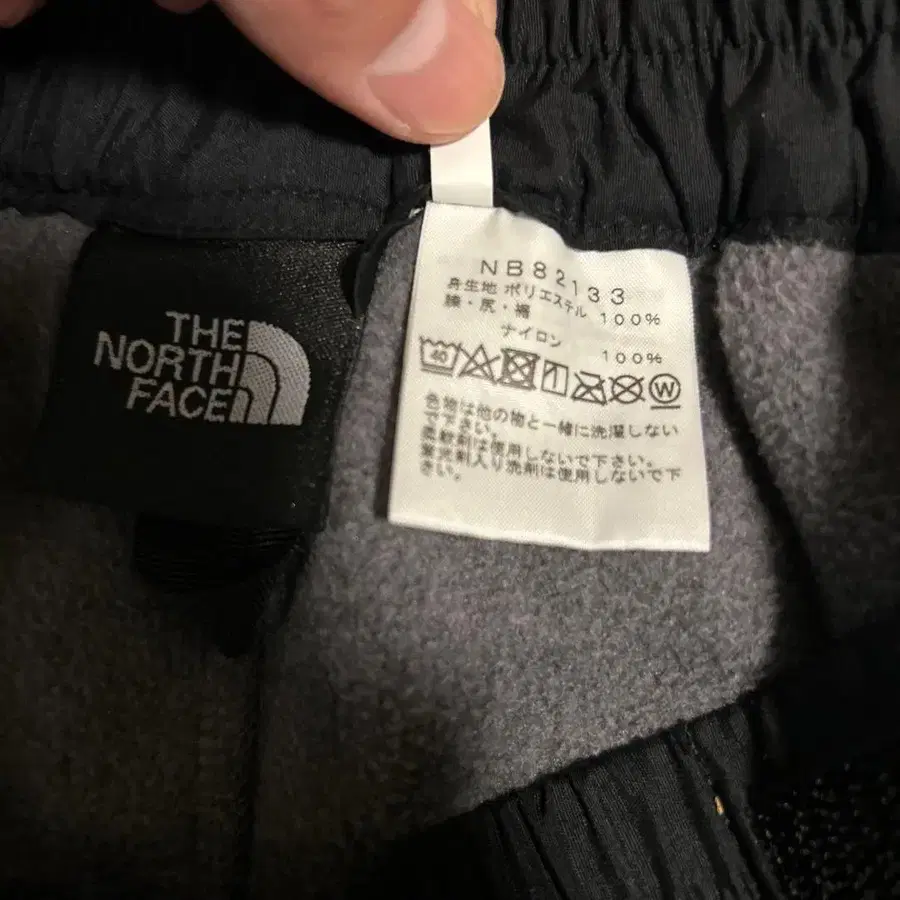 THE
NORTH
FACE
NB82133
身生地 ポリエステル 100%
膝・尻・裾
ナイロン 100%
40
W
色物は他の物と一緒に洗濯しない
で下さい。
柔軟剤は使用しないで下さい。
蛍光剤入り洗剤は使用しないで下
さい。